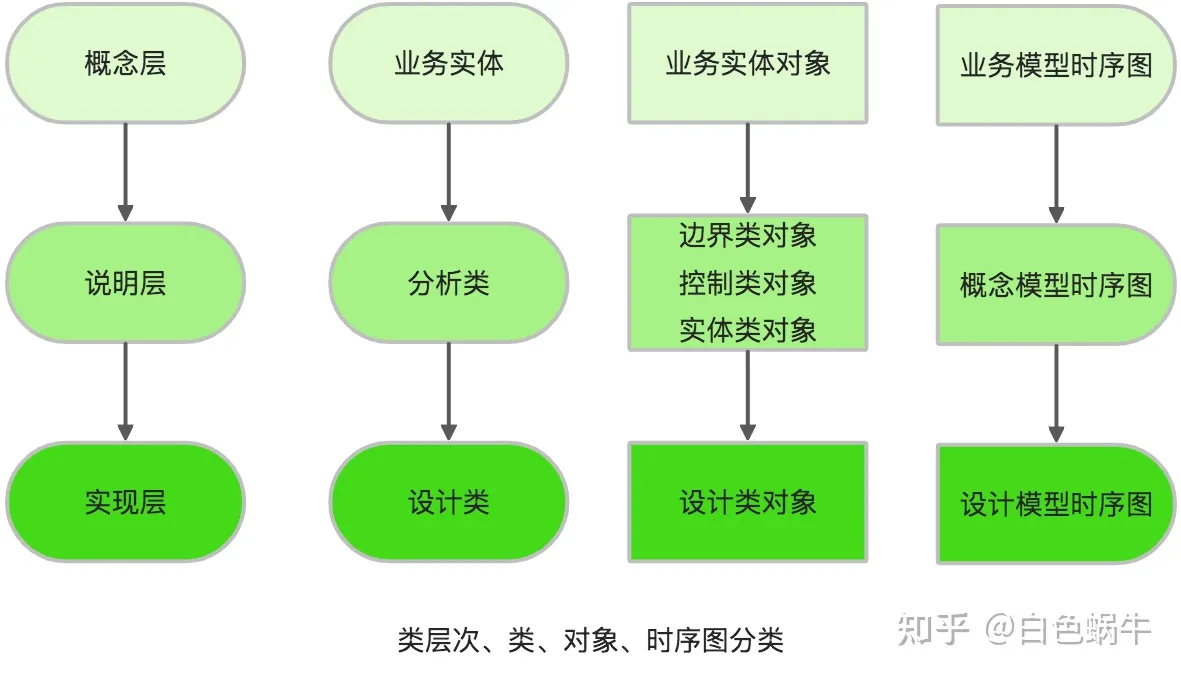 概念层
业务实体
业务实体对象
业务模型时序图
说明层
分析类
边界类对象
控制类对象
实体类对象
概念模型时序图
实现层
设计类
设计类对象
设计模型时序图
类层次、类、对象、时序图分类
知乎 @白色蜗牛